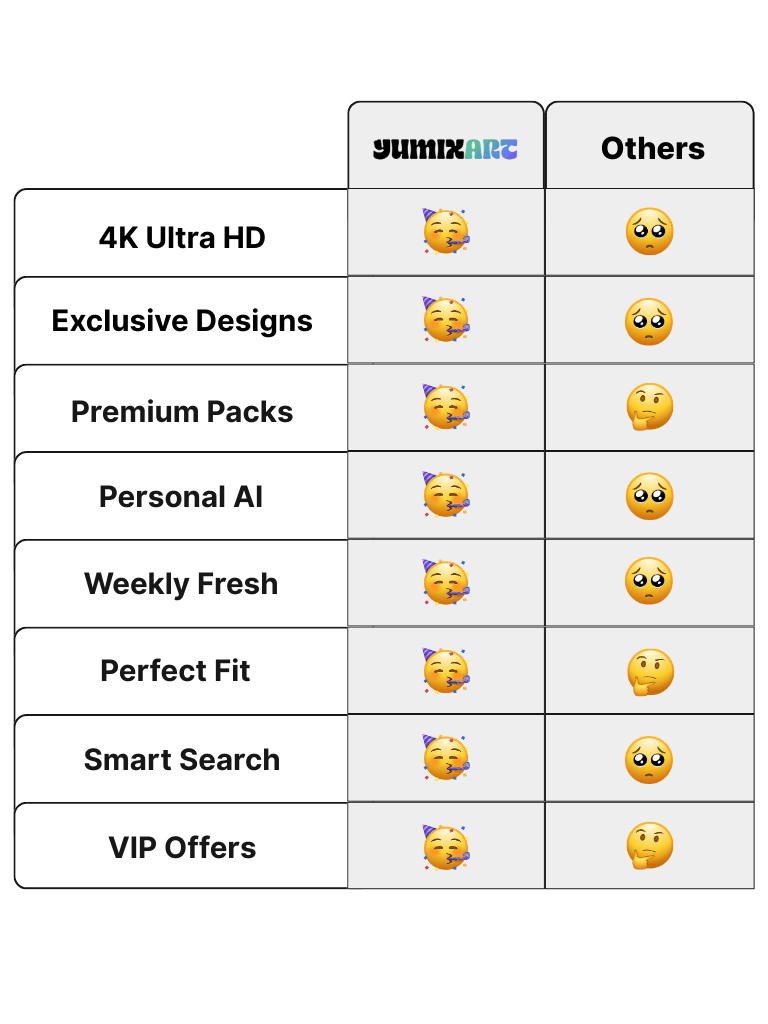 YUMIXART
Others
4K Ultra HD
Exclusive Designs
Premium Packs
Personal AI
Weekly Fresh
Perfect Fit
Smart Search
VIP Offers